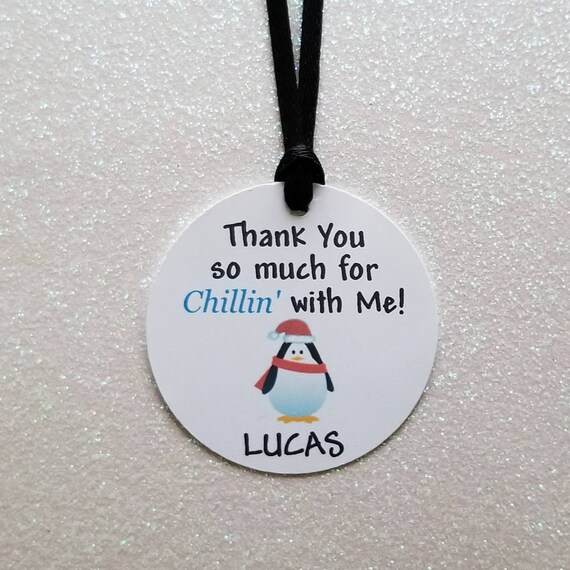 Thank You
so much for
Chillin' with Me!
LUCAS